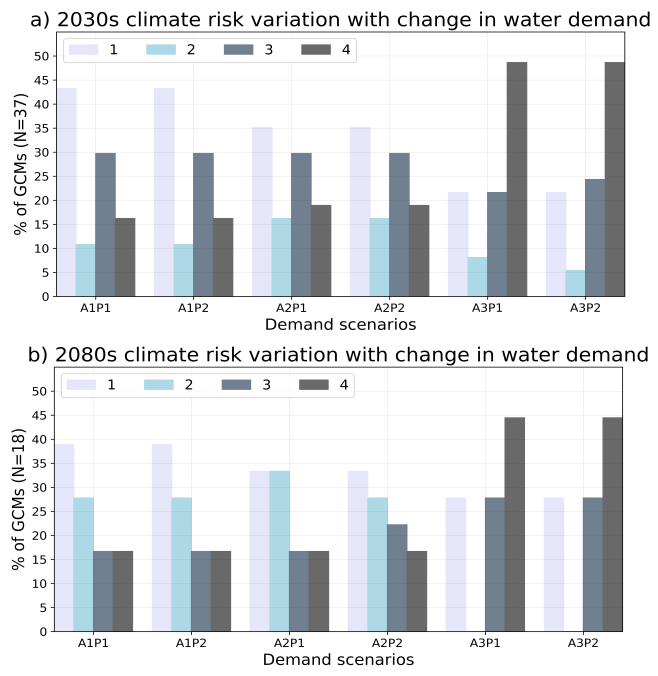 a) 2030s climate risk variation with change in water demand
1 2 3 4
50
45
40
35
30
25
20
15
10
5
0
% of GCMs (N=37)
A1P1 A1P2 A2P1 A2P2 A3P1 A3P2
Demand scenarios
b) 2080s climate risk variation with change in water demand
1 2 3 4
50
45
40
35
30
25
20
15
10
5
0
% of GCMs (N=18)
A1P1 A1P2 A2P1 A2P2 A3P1 A3P2
Demand scenarios